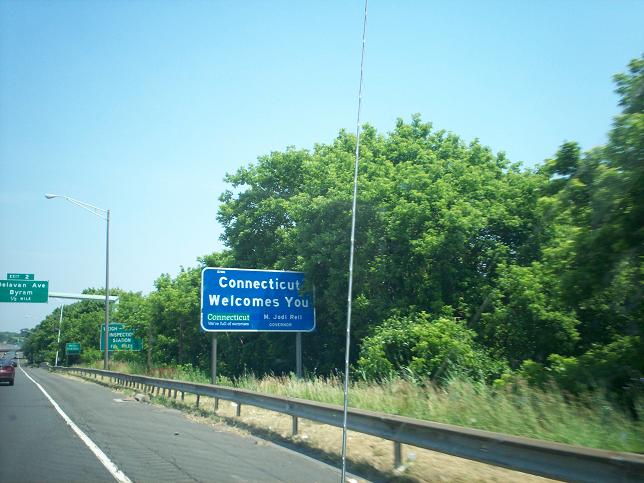 Connecticut
Welcomes You
Connecticut
We're full of surprises
M. Jodi Rell
GOVERNOR
EXIT 2
Delavan Ave
Byram
1/2 MILE
INSPECTION
STATION
MILES